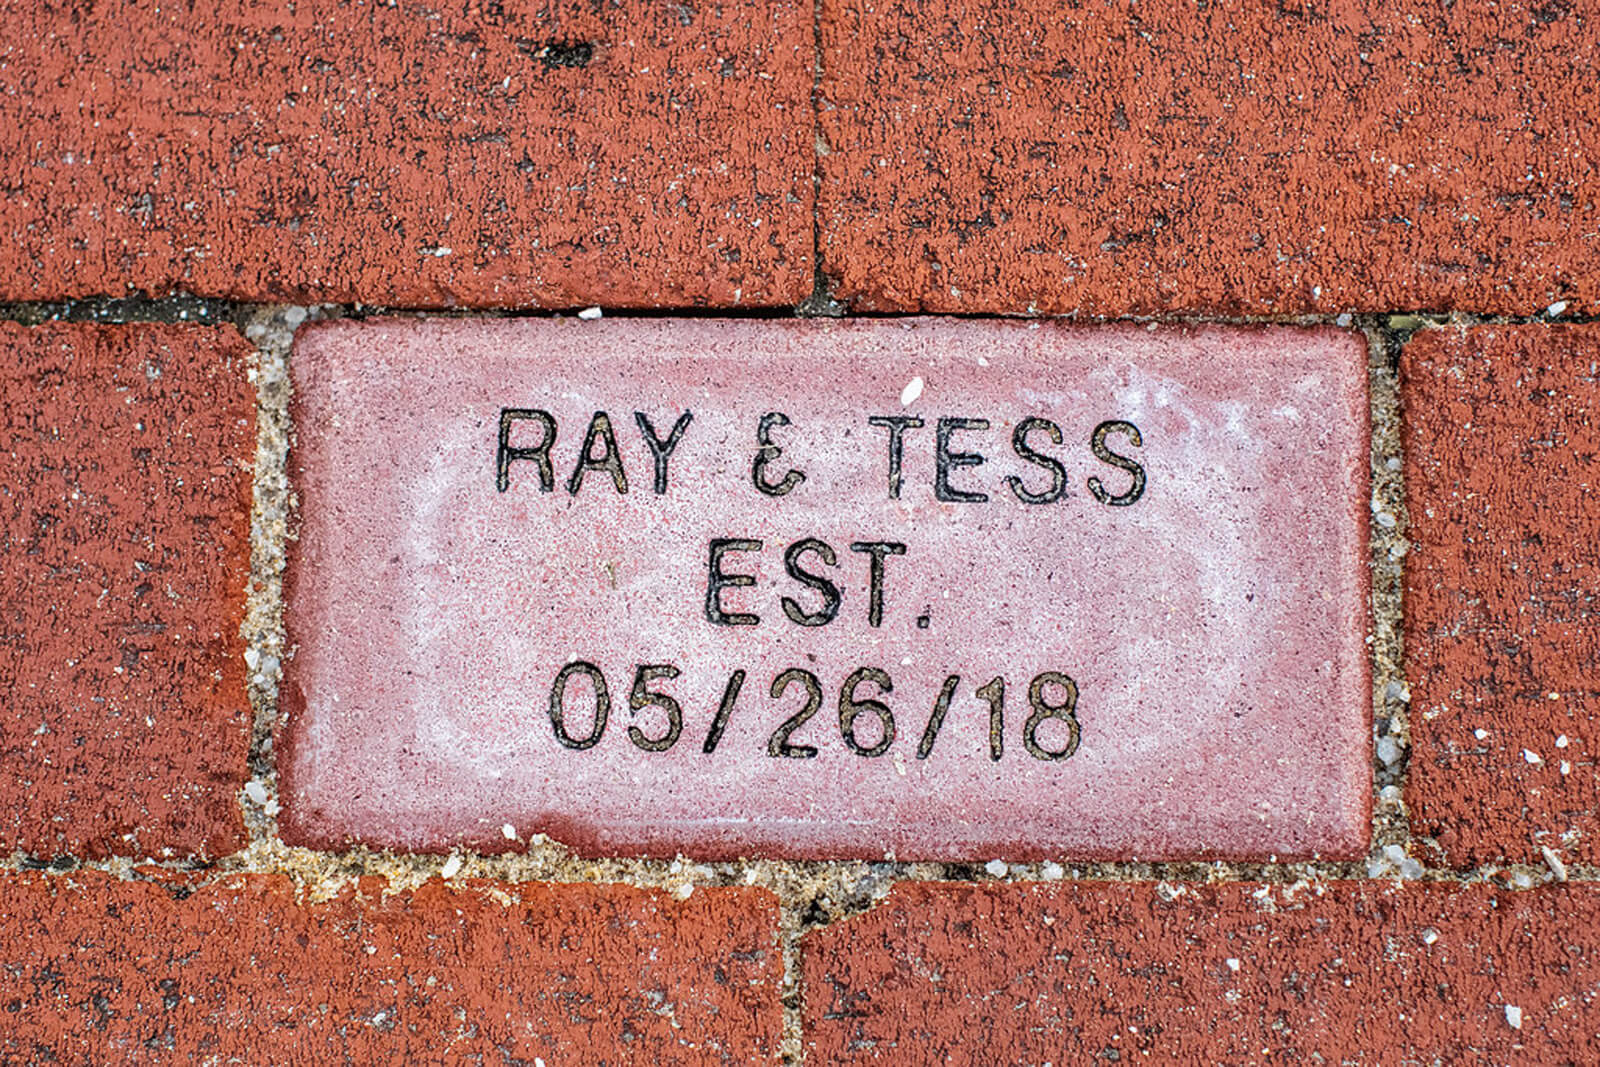 RAY & TESS
EST.
05/26/18